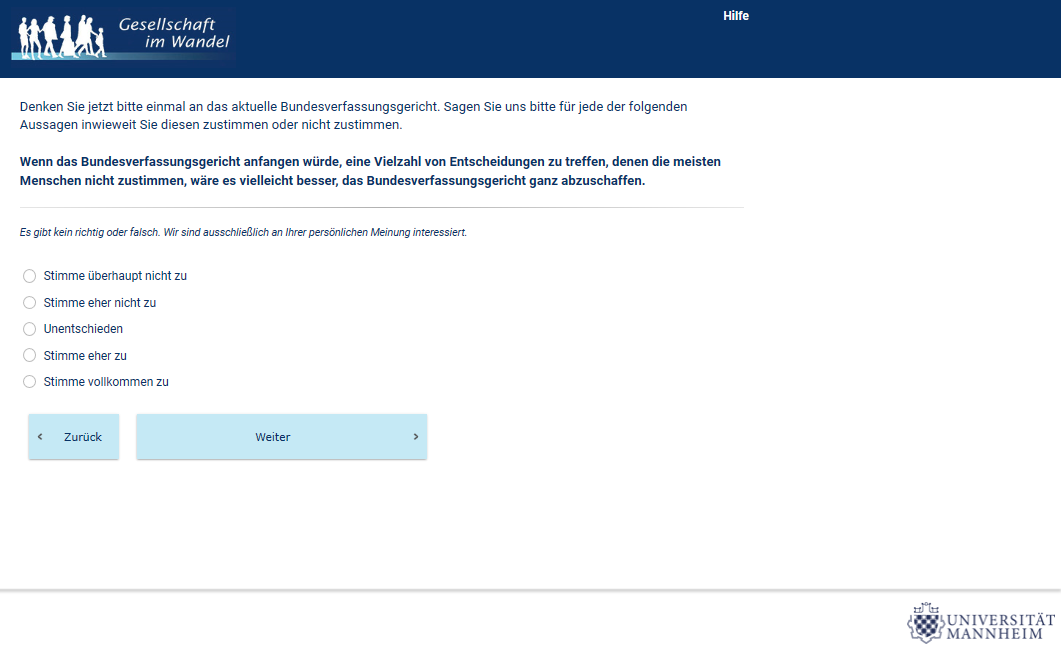 Gesellschaft
im Wandel
Hilfe
Denken Sie jetzt bitte einmal an das aktuelle Bundesverfassungsgericht. Sagen Sie uns bitte für jede der folgenden
Aussagen inwieweit Sie diesen zustimmen oder nicht zustimmen.
Wenn das Bundesverfassungsgericht anfangen würde, eine Vielzahl von Entscheidungen zu treffen, denen die meisten
Menschen nicht zustimmen, wäre es vielleicht besser, das Bundesverfassungsgericht ganz abzuschaffen.
Es gibt kein richtig oder falsch. Wir sind ausschließlich an Ihrer persönlichen Meinung interessiert.
Stimme überhaupt nicht zu
Stimme eher nicht zu
Unentschieden
Stimme eher zu
Stimme vollkommen zu
‹ Zurück
Weiter ›
UNIVERSITÄT
MANNHEIM